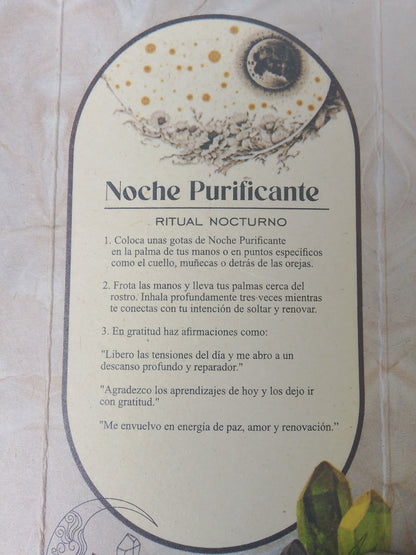 Noche Purificante
RITUAL NOCTURNO
1. Coloca unas gotas de Noche Purificante
en la palma de tus manos o en puntos específicos
como el cuello, muñecas o detrás de las orejas.
2. Frota las manos y lleva tus palmas cerca del
rostro. Inhala profundamente tres veces mientras
te conectas con tu intención de soltar y renovar.
3. En gratitud haz afirmaciones como:
"Libero las tensiones del día y me abro a un
descanso profundo y reparador."
"Agradezco los aprendizajes de hoy y los dejo ir
con gratitud."
"Me envuelvo en energía de paz, amor y renovación.”